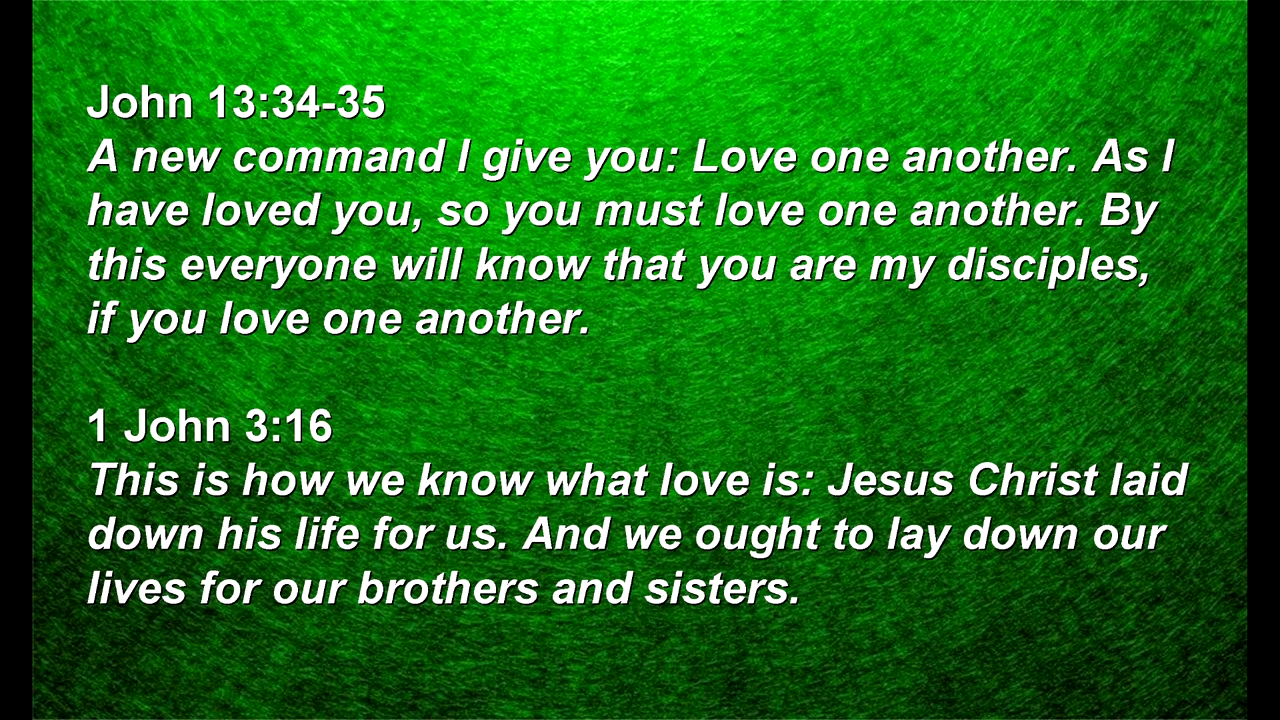 John 13:34-35
A new command I give you: Love one another. As I
have loved you, so you must love one another. By
this everyone will know that you are my disciples,
if you love one another.
1 John 3:16
This is how we know what love is: Jesus Christ laid
down his life for us. And we ought to lay down our
lives for our brothers and sisters.